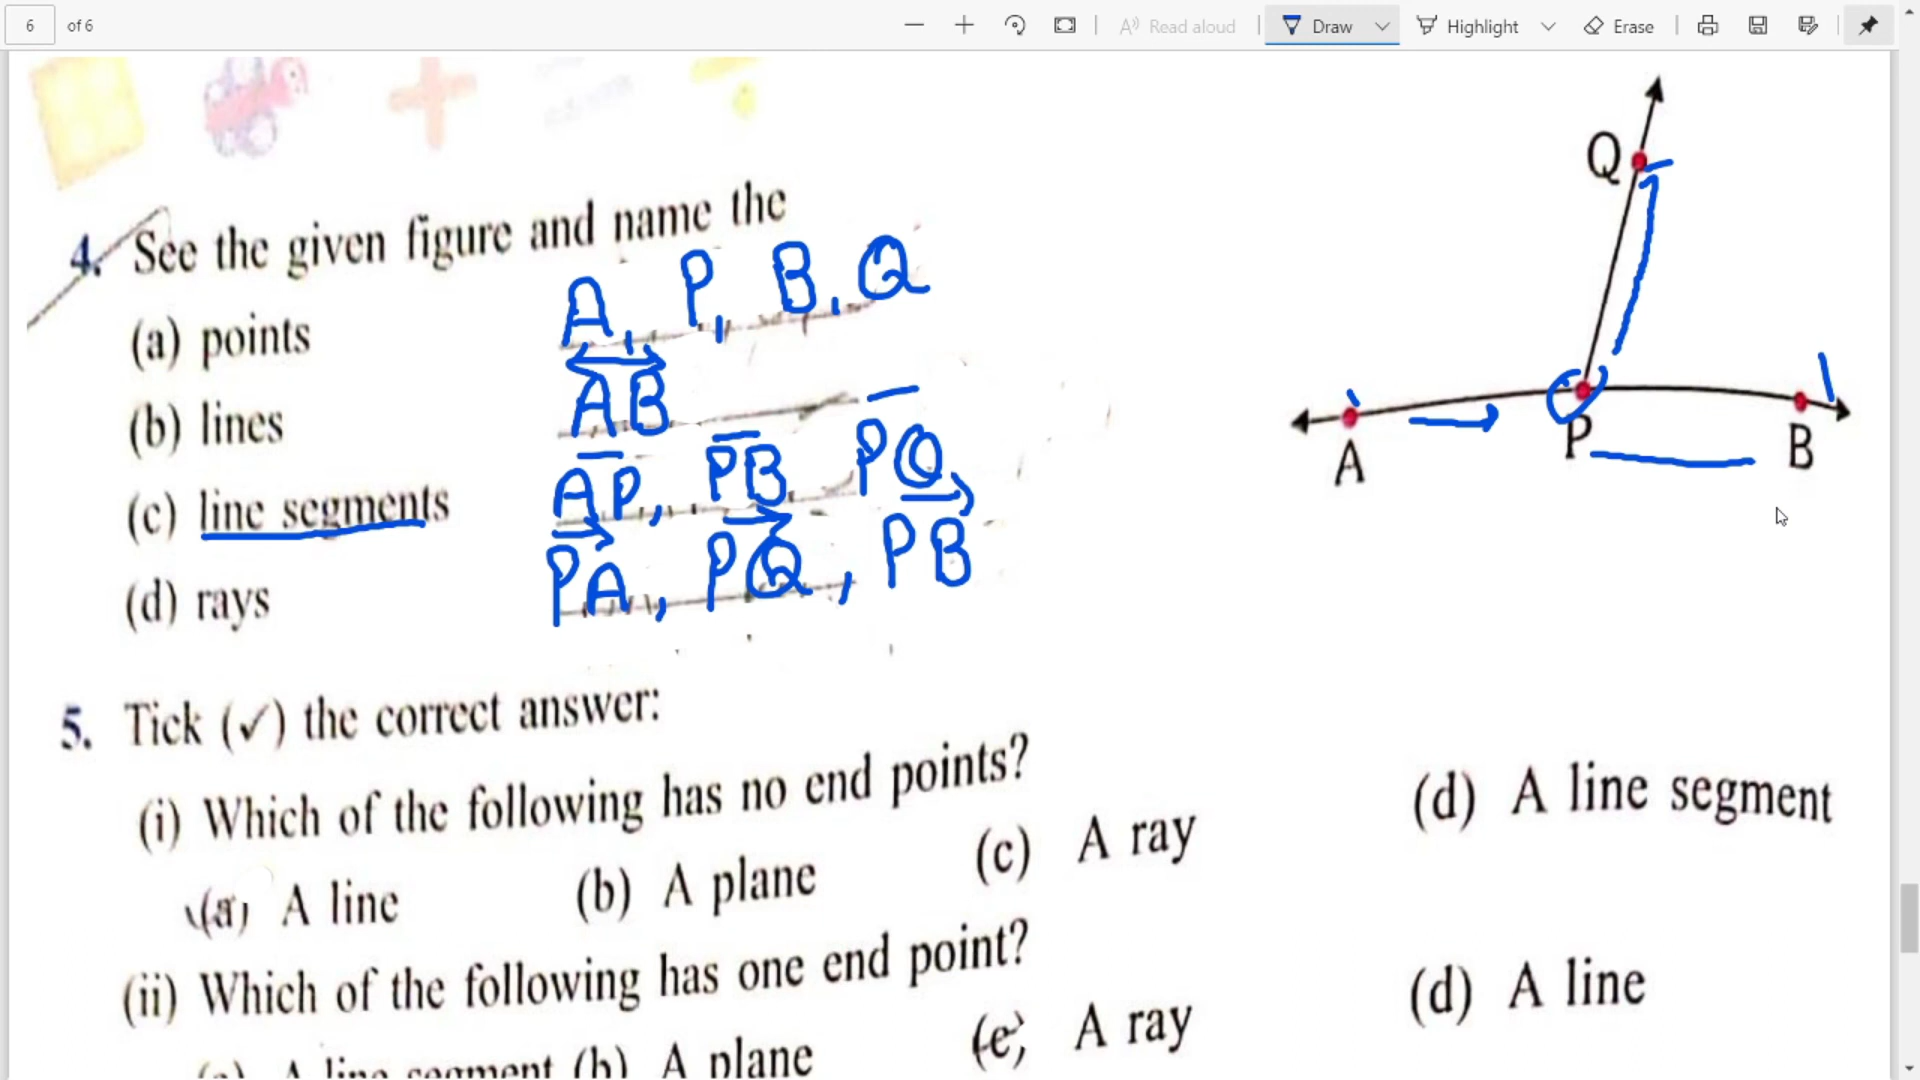 6 of 6 Read aloud Draw Highlight Erase
4. See the given figure and name the
(a) points A, P, B, Q
(b) lines AB
(c) line segments AP, PB, PQ
(d) rays PA, PQ, PB
Q
A P B
5. Tick (✓) the correct answer:
(i) Which of the following has no end points?
(a) A line (b) A plane (c) A ray (d) A line segment
(ii) Which of the following has one end point?
(a) A line segment (b) A plane (c) A ray (d) A line